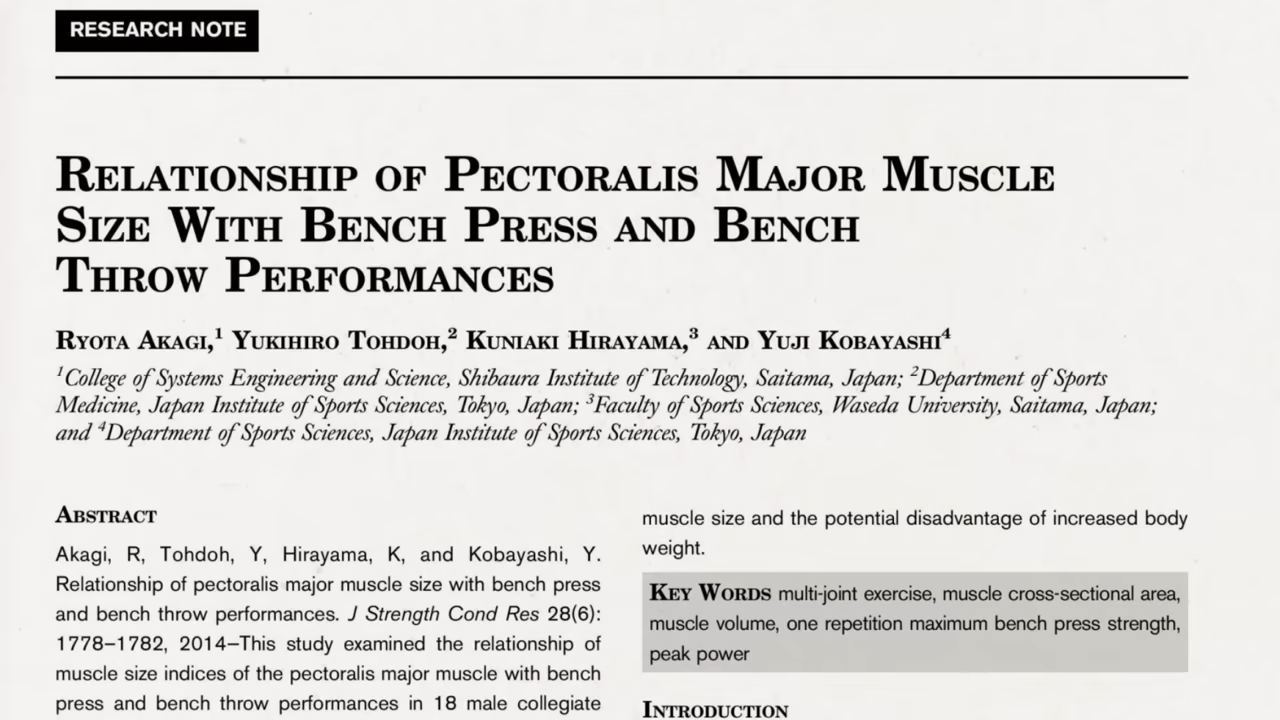 RESEARCH NOTE
RELATIONSHIP OF PECTORALIS MAJOR MUSCLE
SIZE WITH BENCH PRESS AND BENCH
THROW PERFORMANCES
RYOTA AKAGI,¹ YUKIHIRO TOHDOH,² KUNIAKI HIRAYAMA,³ AND YUJI KOBAYASHI⁴
¹College of Systems Engineering and Science, Shibaura Institute of Technology, Saitama, Japan; ²Department of Sports
Medicine, Japan Institute of Sports Sciences, Tokyo, Japan; ³Faculty of Sports Sciences, Waseda University, Saitama, Japan;
and ⁴Department of Sports Sciences, Japan Institute of Sports Sciences, Tokyo, Japan
ABSTRACT
Akagi, R, Tohdoh, Y, Hirayama, K, and Kobayashi, Y.
Relationship of pectoralis major muscle size with bench press
and bench throw performances. J Strength Cond Res 28(6):
1778–1782, 2014—This study examined the relationship of
muscle size indices of the pectoralis major muscle with bench
press and bench throw performances in 18 male collegiate
muscle size and the potential disadvantage of increased body
weight.
KEY WORDS multi-joint exercise, muscle cross-sectional area,
muscle volume, one repetition maximum bench press strength,
peak power
INTRODUCTION